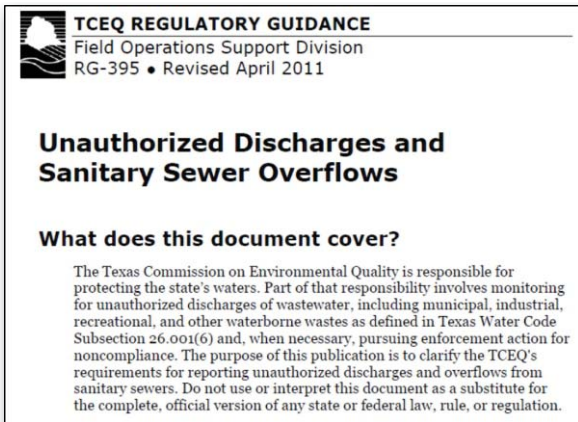 TCEQ REGULATORY GUIDANCE
Field Operations Support Division
RG-395 • Revised April 2011
Unauthorized Discharges and
Sanitary Sewer Overflows
What does this document cover?
The Texas Commission on Environmental Quality is responsible for
protecting the state's waters. Part of that responsibility involves monitoring
for unauthorized discharges of wastewater, including municipal, industrial,
recreational, and other waterborne wastes as defined in Texas Water Code
Subsection 26.001(6) and, when necessary, pursuing enforcement action for
noncompliance. The purpose of this publication is to clarify the TCEQ's
requirements for reporting unauthorized discharges and overflows from
sanitary sewers. Do not use or interpret this document as a substitute for
the complete, official version of any state or federal law, rule, or regulation.